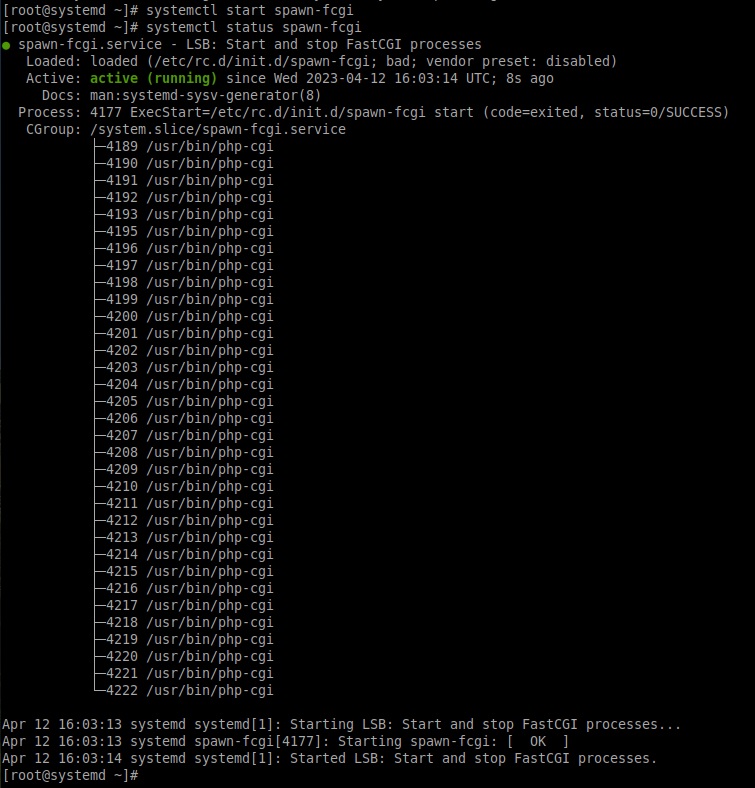 [root@systemd ~]# systemctl start spawn-fcgi
[root@systemd ~]# systemctl status spawn-fcgi
● spawn-fcgi.service - LSB: Start and stop FastCGI processes
   Loaded: loaded (/etc/rc.d/init.d/spawn-fcgi; bad; vendor preset: disabled)
   Active: active (running) since Wed 2023-04-12 16:03:14 UTC; 8s ago
     Docs: man:systemd-sysv-generator(8)
  Process: 4177 ExecStart=/etc/rc.d/init.d/spawn-fcgi start (code=exited, status=0/SUCCESS)
   CGroup: /system.slice/spawn-fcgi.service
           ├─4189 /usr/bin/php-cgi
           ├─4190 /usr/bin/php-cgi
           ├─4191 /usr/bin/php-cgi
           ├─4192 /usr/bin/php-cgi
           ├─4193 /usr/bin/php-cgi
           ├─4195 /usr/bin/php-cgi
           ├─4196 /usr/bin/php-cgi
           ├─4197 /usr/bin/php-cgi
           ├─4198 /usr/bin/php-cgi
           ├─4199 /usr/bin/php-cgi
           ├─4200 /usr/bin/php-cgi
           ├─4201 /usr/bin/php-cgi
           ├─4202 /usr/bin/php-cgi
           ├─4203 /usr/bin/php-cgi
           ├─4204 /usr/bin/php-cgi
           ├─4205 /usr/bin/php-cgi
           ├─4206 /usr/bin/php-cgi
           ├─4207 /usr/bin/php-cgi
           ├─4208 /usr/bin/php-cgi
           ├─4209 /usr/bin/php-cgi
           ├─4210 /usr/bin/php-cgi
           ├─4211 /usr/bin/php-cgi
           ├─4212 /usr/bin/php-cgi
           ├─4213 /usr/bin/php-cgi
           ├─4214 /usr/bin/php-cgi
           ├─4215 /usr/bin/php-cgi
           ├─4216 /usr/bin/php-cgi
           ├─4217 /usr/bin/php-cgi
           ├─4218 /usr/bin/php-cgi
           ├─4219 /usr/bin/php-cgi
           ├─4220 /usr/bin/php-cgi
           ├─4221 /usr/bin/php-cgi
           └─4222 /usr/bin/php-cgi

Apr 12 16:03:13 systemd systemd[1]: Starting LSB: Start and stop FastCGI processes...
Apr 12 16:03:13 systemd spawn-fcgi[4177]: Starting spawn-fcgi: [  OK  ]
Apr 12 16:03:14 systemd systemd[1]: Started LSB: Start and stop FastCGI processes.
[root@systemd ~]#